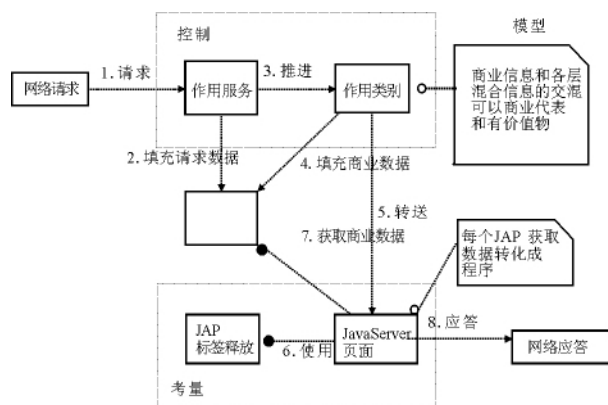 控制
模型
网络请求
1.请求
作用服务
3.推进
作用类别
商业信息和各层
混合信息的交混
可以商业代表
和有价值物
2.填充请求数据
4.填充商业数据
5.转送
7.获取商业数据
每个JAP 获取
数据转化成
程序
JAP
标签释放
6.使用
JavaServer
页面
8.应答
网络应答
考量